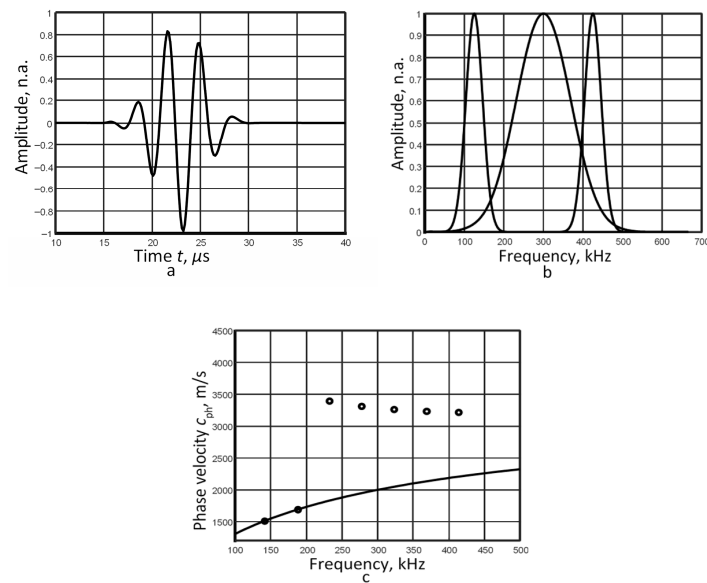 1
0.8
0.6
0.4
0.2
0
−0.2
−0.4
−0.6
−0.8
−1
Amplitude, n.a.
10 15 20 25 30 35 40
Time t, μs
a
1
0.9
0.8
0.7
0.6
0.5
0.4
0.3
0.2
0.1
0
Amplitude, n.a.
0 100 200 300 400 500 600 700
Frequency, kHz
b
4500
4000
3500
3000
2500
2000
1500
Phase velocity cph, m/s
100 150 200 250 300 350 400 450 500
Frequency, kHz
c